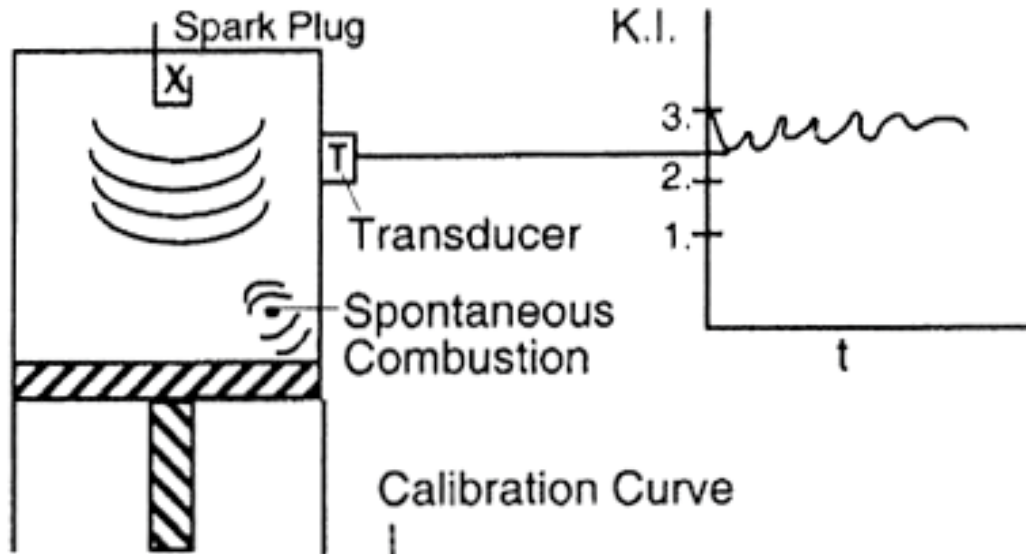 Spark Plug
X
K.I.
3.
T
2.
Transducer
1.
Spontaneous
Combustion
t
Calibration Curve